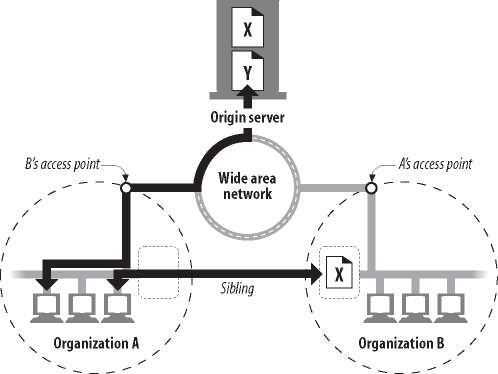 X
Y
Origin server
B's access point
A's access point
Wide area
network
X
Sibling
Organization A
Organization B